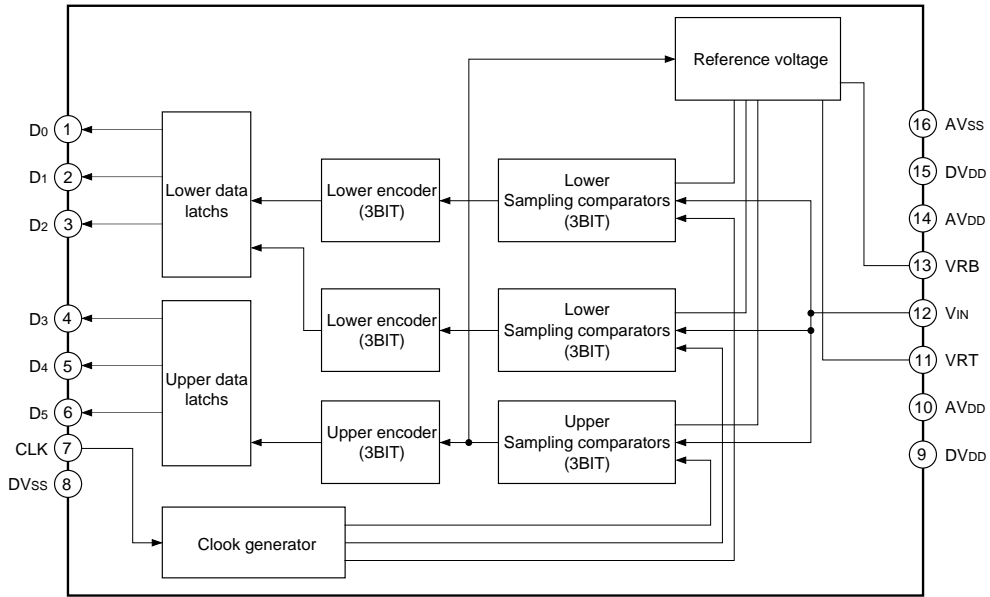 Reference voltage
D0 1
D1 2
D2 3
Lower data
latchs
Lower encoder
(3BIT)
Lower
Sampling comparators
(3BIT)
16 AVSS
15 DVDD
14 AVDD
13 VRB
D3 4
D4 5
D5 6
CLK 7
DVSS 8
Upper data
latchs
Lower encoder
(3BIT)
Lower
Sampling comparators
(3BIT)
12 VIN
11 VRT
10 AVDD
9 DVDD
Upper encoder
(3BIT)
Upper
Sampling comparators
(3BIT)
Clook generator